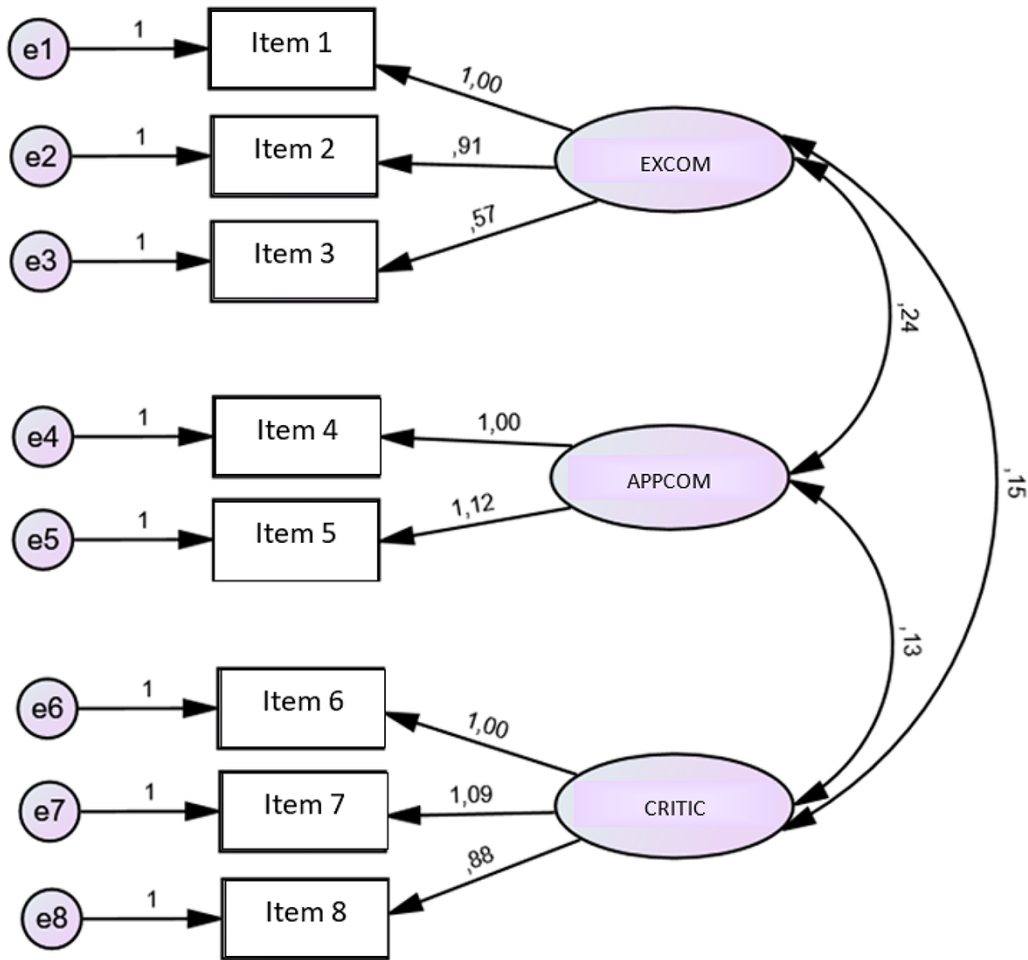 e1
1
Item 1
1,00
e2
1
Item 2
,91
EXCOM
e3
1
Item 3
,57
,24
e4
1
Item 4
1,00
APPCOM
,15
e5
1
Item 5
1,12
,13
e6
1
Item 6
1,00
e7
1
Item 7
1,09
CRITIC
e8
1
Item 8
,88